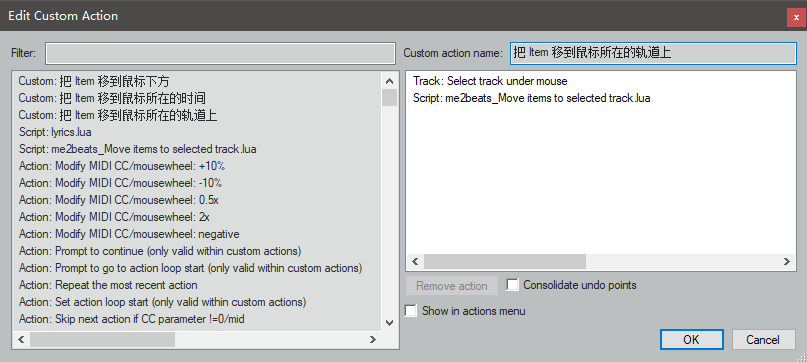 Edit Custom Action
x
Filter:
Custom action name: 把 Item 移到鼠标所在的轨道上
Custom: 把 Item 移到鼠标下方
Custom: 把 Item 移到鼠标所在的时间
Custom: 把 Item 移到鼠标所在的轨道上
Script: lyrics.lua
Script: me2beats_Move items to selected track.lua
Action: Modify MIDI CC/mousewheel: +10%
Action: Modify MIDI CC/mousewheel: -10%
Action: Modify MIDI CC/mousewheel: 0.5x
Action: Modify MIDI CC/mousewheel: 2x
Action: Modify MIDI CC/mousewheel: negative
Action: Prompt to continue (only valid within custom actions)
Action: Prompt to go to action loop start (only valid within custom actions)
Action: Repeat the most recent action
Action: Set action loop start (only valid within custom actions)
Action: Skip next action if CC parameter !=0/mid
Track: Select track under mouse
Script: me2beats_Move items to selected track.lua
Remove action
Consolidate undo points
Show in actions menu
OK
Cancel